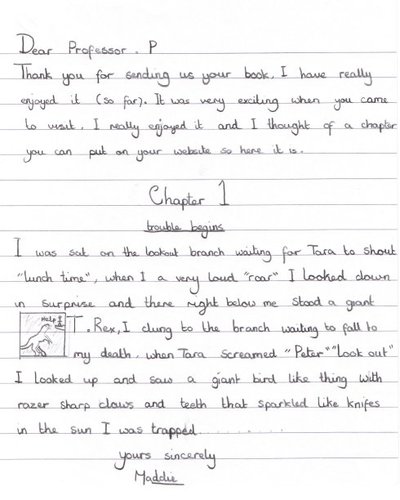 Dear Professor. P
Thank you for sending us your book, I have really
enjoyed it (so far). It was very exciting when you came
to visit. I really enjoyed it and I thought of a chapter
you can put on your website so here it is.
Chapter 1
trouble begins
I was sat on the lookout branch waiting for Tara to shout
"lunch time", when I a very loud "roar" I looked down
in surprise and there right below me stood a giant
Help
T. Rex, I clung to the branch waiting to fall to
my death, when Tara screamed "Peter" "look out"
I looked up and saw a giant bird like thing with
razer sharp claws and teeth that sparkled like knifes
in the sun I was trapped..........
yours sincerely
Maddie